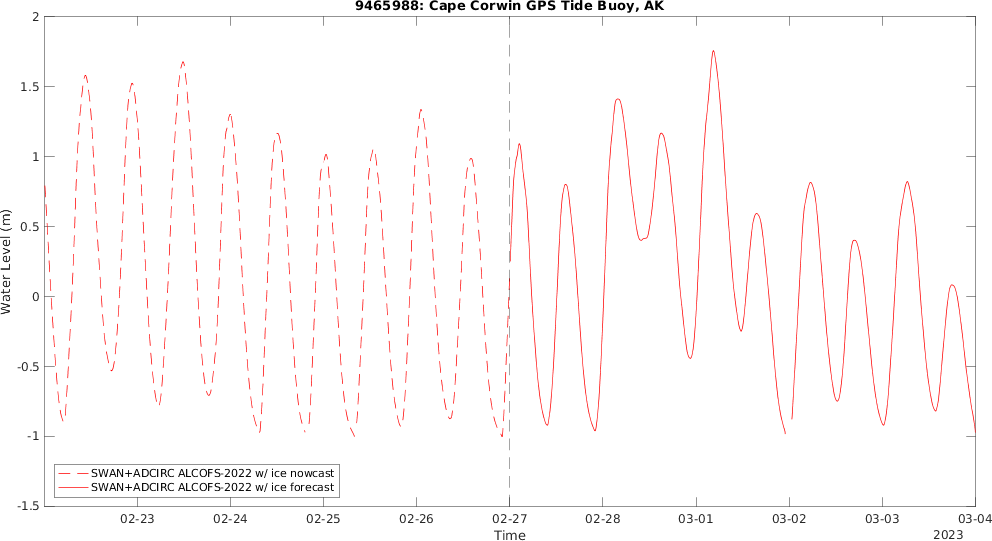 9465988: Cape Corwin GPS Tide Buoy, AK
2
1.5
1
0.5
0
-0.5
-1
-1.5
Water Level (m)
SWAN+ADCIRC ALCOFS-2022 w/ ice nowcast
SWAN+ADCIRC ALCOFS-2022 w/ ice forecast
02-23 02-24 02-25 02-26 02-27 02-28 03-01 03-02 03-03 03-04
Time
2023